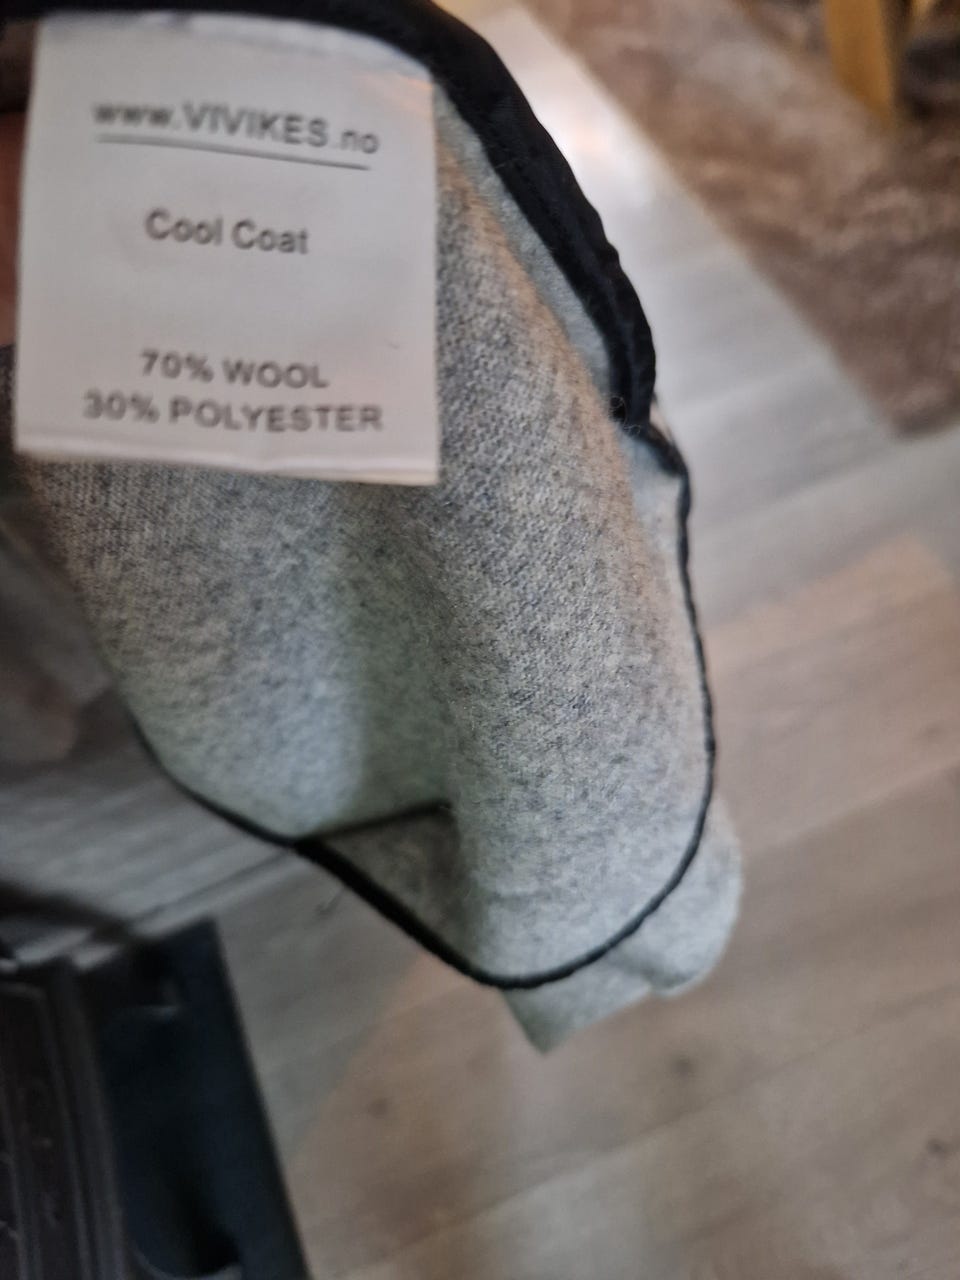 www.VIVIKES.no
Cool Coat
70% WOOL
30% POLYESTER